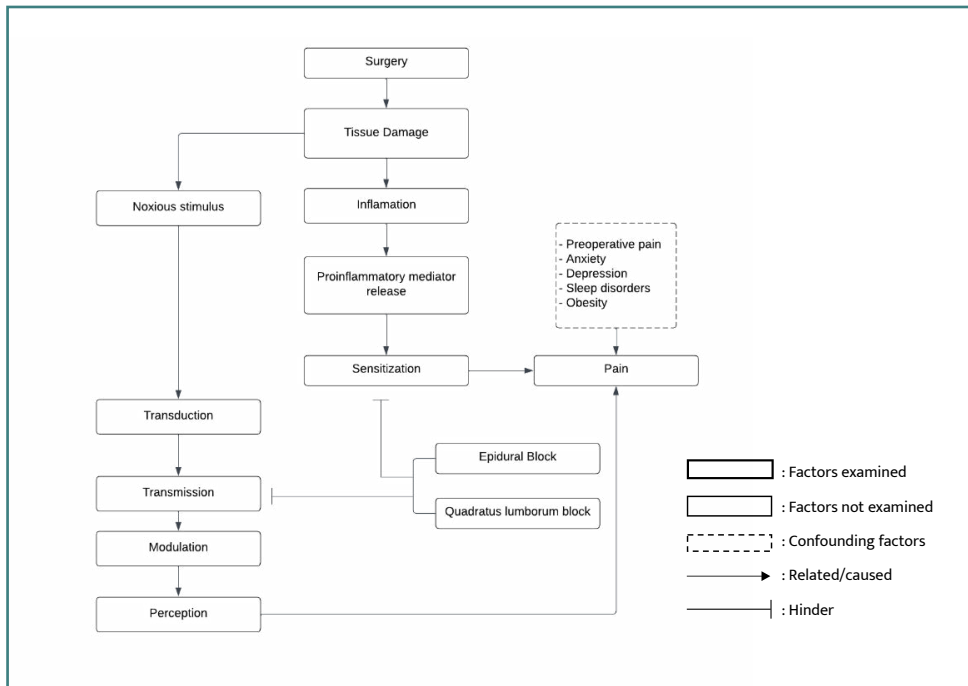 Surgery
Tissue Damage
Noxious stimulus
Inflamation
Proinflammatory mediator
release
- Preoperative pain
- Anxiety
- Depression
- Sleep disorders
- Obesity
Sensitization
Pain
Transduction
Epidural Block
Transmission
Quadratus lumborum block
Modulation
Perception
: Factors examined
: Factors not examined
: Confounding factors
: Related/caused
: Hinder